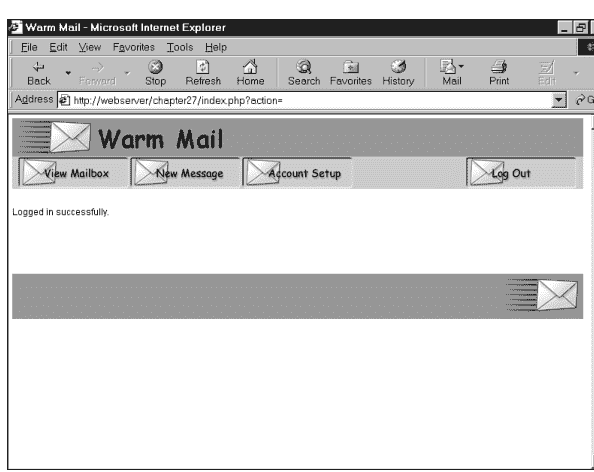 Warm Mail - Microsoft Internet Explorer
File Edit View Favorites Tools Help
Back Forward Stop Refresh Home Search Favorites History Mail Print Edit
Address http://webserver/chapter27/index.php?action= G
Warm Mail
View Mailbox New Message Account Setup Log Out
Logged in successfully.